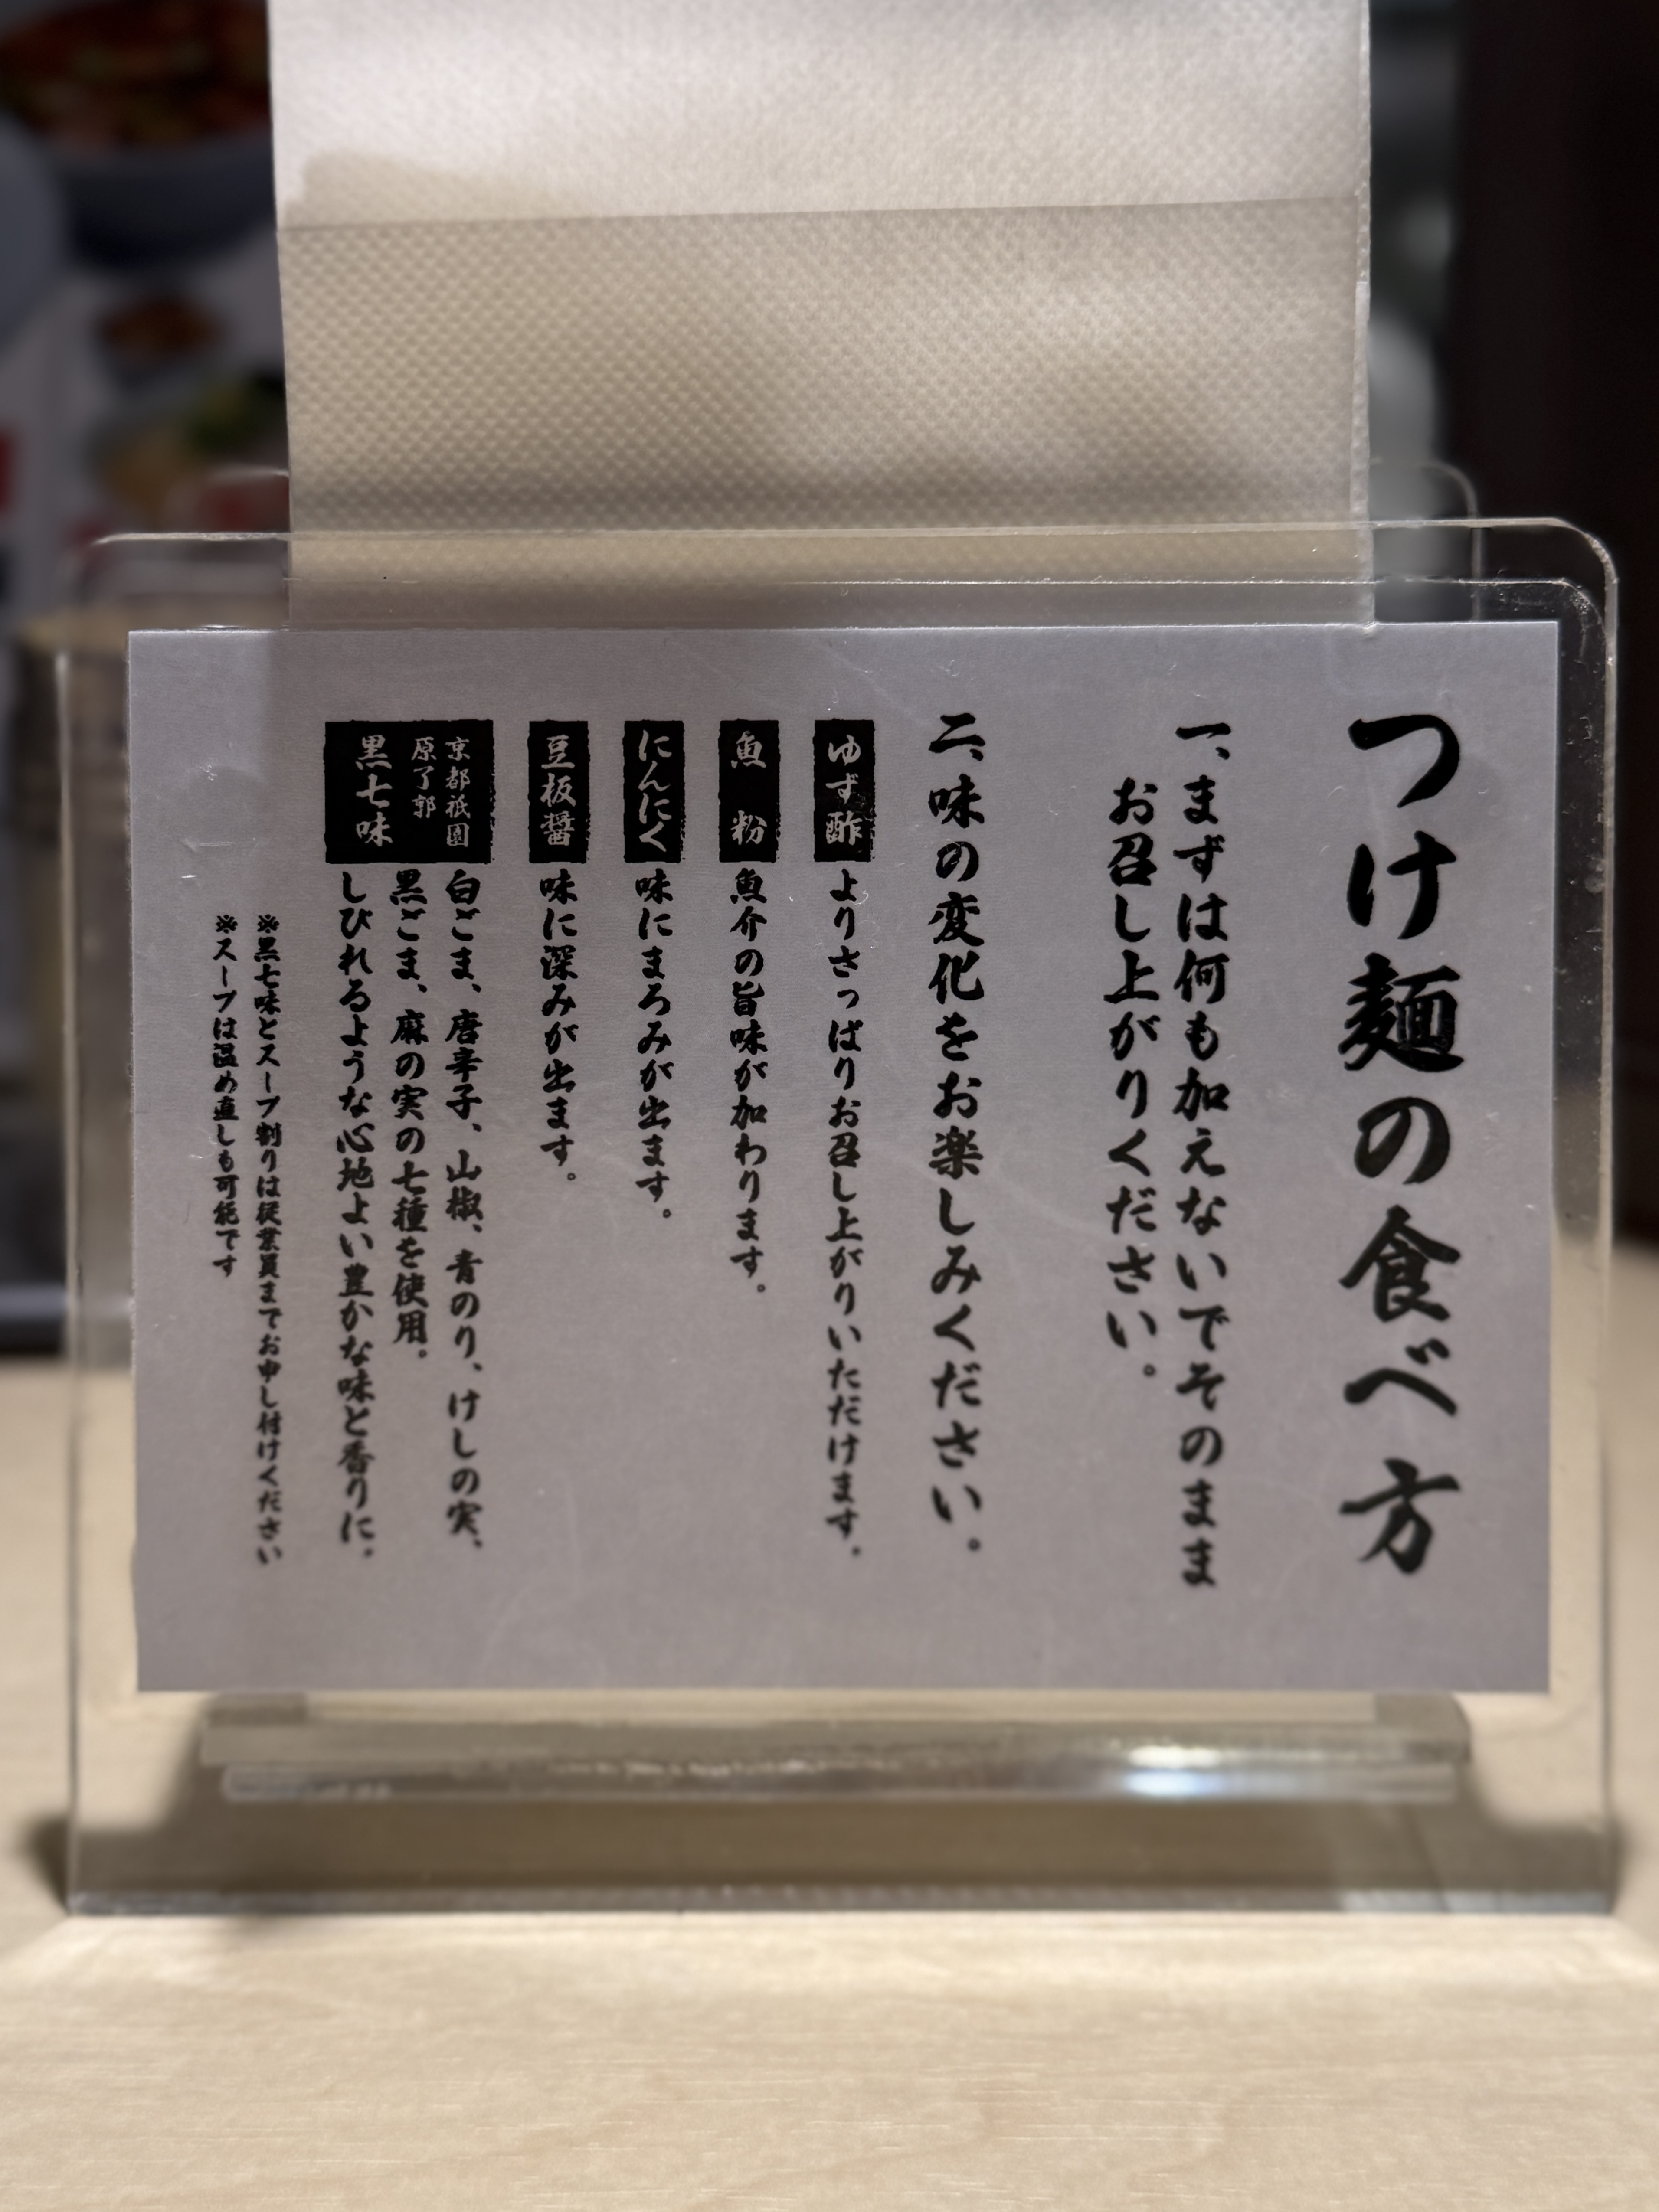 つけ麺の食べ方
一、まずは何も加えないでそのまま
お召し上がりください。
二、味の変化をお楽しみください。
ゆず酢 よりさっぱりお召し上がりいただけます。
魚粉 魚介の旨味が加わります。
にんにく 味にまろみが出ます。
豆板醤 味に深みが出ます。
京都祇園
原了郭
黒七味
白ごま、唐辛子、山椒、青のり、けしの実、
黒ごま、麻の実の七種を使用。
しびれるような心地よい豊かな味と香りに。
※黒七味とスープ割りは従業員までお申し付けください
※スープは温め直しも可能です